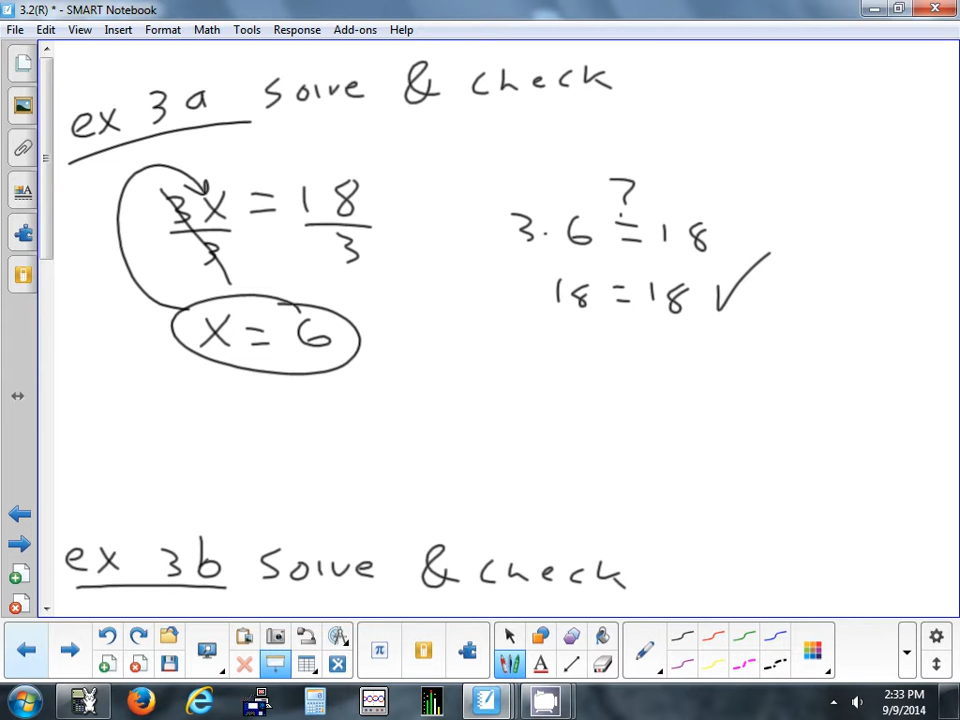 3.2(R) * - SMART Notebook
File Edit View Insert Format Math Tools Response Add-ons Help
ex 3a solve & check
3x = 18
3 3
x = 6
?
3. 6 = 18
18 = 18 ✓
ex 3b solve & check
π
A
2:33 PM
9/9/2014